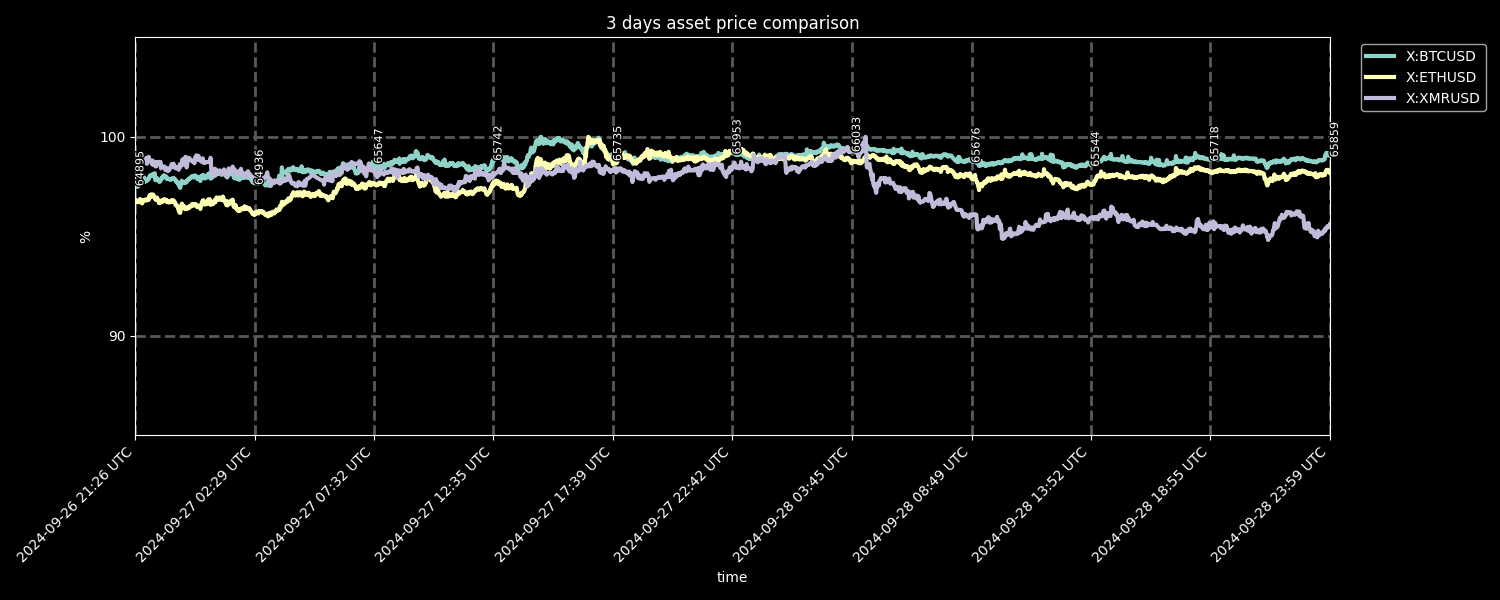 3 days asset price comparison
X:BTCUSD
X:ETHUSD
X:XMRUSD
100
90
%
64895
64936
65647
65742
65735
65953
66033
65676
65544
65718
65859
2024-09-26 21:26 UTC
2024-09-27 02:29 UTC
2024-09-27 07:32 UTC
2024-09-27 12:35 UTC
2024-09-27 17:39 UTC
2024-09-27 22:42 UTC
2024-09-28 03:45 UTC
2024-09-28 08:49 UTC
2024-09-28 13:52 UTC
2024-09-28 18:55 UTC
2024-09-28 23:59 UTC
time